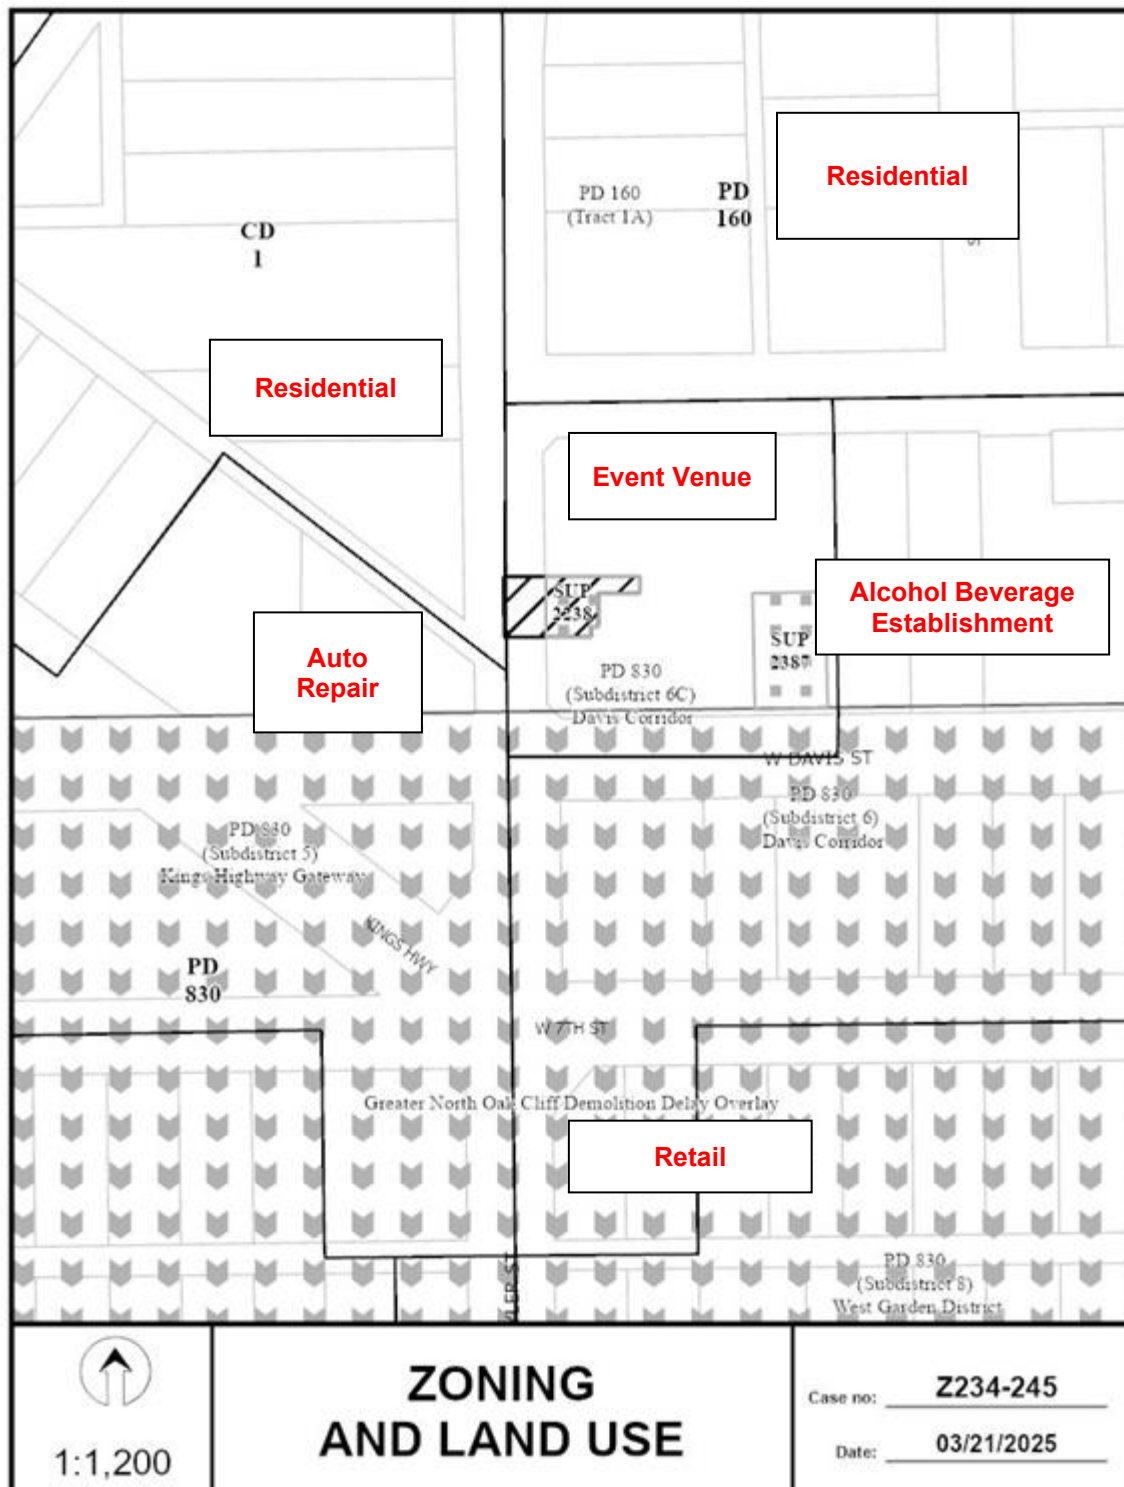 Residential
PD 160
(Tract 1A)
PD
160
CD
1
Residential
Event Venue
SUP
2238
Alcohol Beverage
Establishment
SUP
2387
Auto
Repair
PD 830
(Subdistrict 6C)
Davis Corridor
W DAVIS ST
PD 830
(Subdistrict 6)
Davis Corridor
PD 830
(Subdistrict 5)
Kings Highway Gateway
KINGS HWY
PD
830
W 7TH ST
Greater North Oak Cliff Demolition Delay Overlay
Retail
LER ST
PD 830
(Subdistrict 8)
West Garden District
1:1,200
ZONING
AND LAND USE
Case no: Z234-245
Date: 03/21/2025